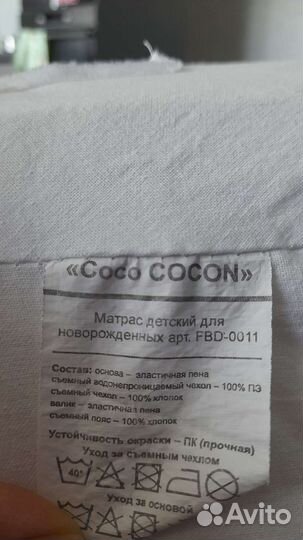 «Coco COCON»
Матрас детский для
новорожденных арт. FBD-0011
Состав: основа – эластичная пена
съемный водонепроницаемый чехол – 100% ПЭ
съемный чехол – 100% хлопок
валик – эластичная пена
съемный пояс – 100% хлопок
Устойчивость окраски – ПК (прочная)
Уход за съемным чехлом
40°
Уход за основой
Avito